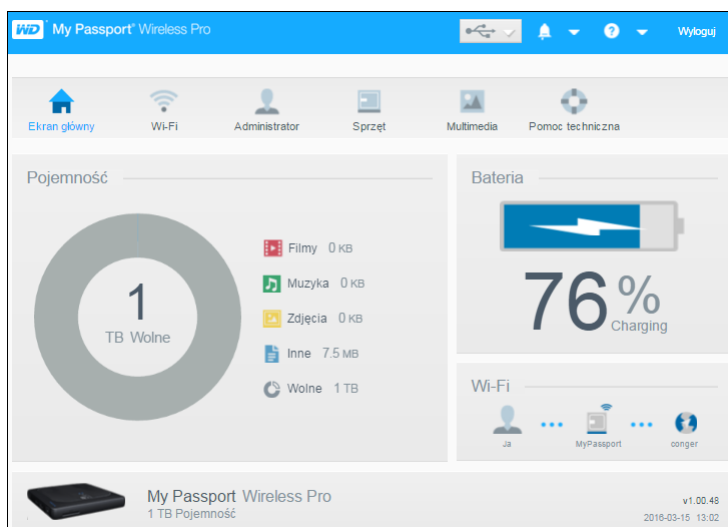 WD My Passport® Wireless Pro
Wyloguj
Ekran główny Wi-Fi Administrator Sprzęt Multimedia Pomoc techniczna
Pojemność
1
TB Wolne
Filmy 0 KB
Muzyka 0 KB
Zdjęcia 0 KB
Inne 7.5 MB
Wolne 1 TB
Bateria
76 %
Charging
Wi-Fi
Ja MyPassport conger
My Passport Wireless Pro
1 TB Pojemność
v1.00.48
2016-03-15 13:02